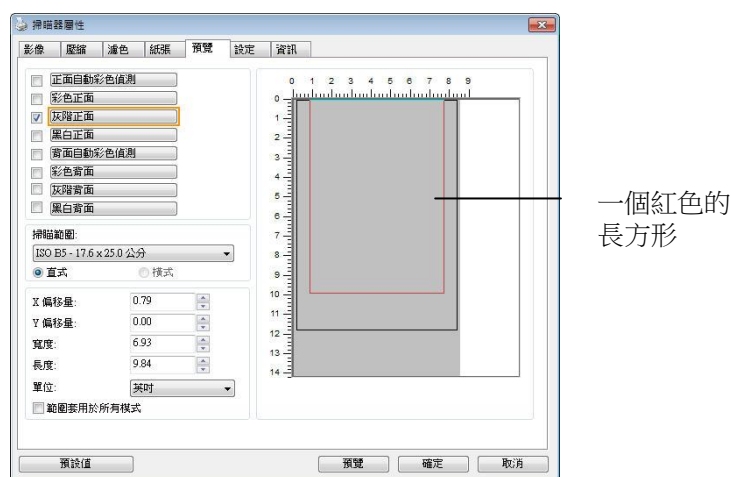 掃瞄器屬性
影像 壓縮 濾色 紙張 預覽 設定 資訊
正面自動彩色偵測
彩色正面
灰階正面
黑白正面
背面自動彩色偵測
彩色背面
灰階背面
黑白背面
掃瞄範圍:
ISO B5 - 17.6 x 25.0 公分
直式 橫式
X 偏移量: 0.79
Y 偏移量: 0.00
寬度: 6.93
長度: 9.84
單位: 英吋
範圍套用於所有模式
0 1 2 3 4 5 6 7 8 9
0
1
2
3
4
5
6
7
8
9
10
11
12
13
14
一個紅色的
長方形
預設值 預覽 確定 取消